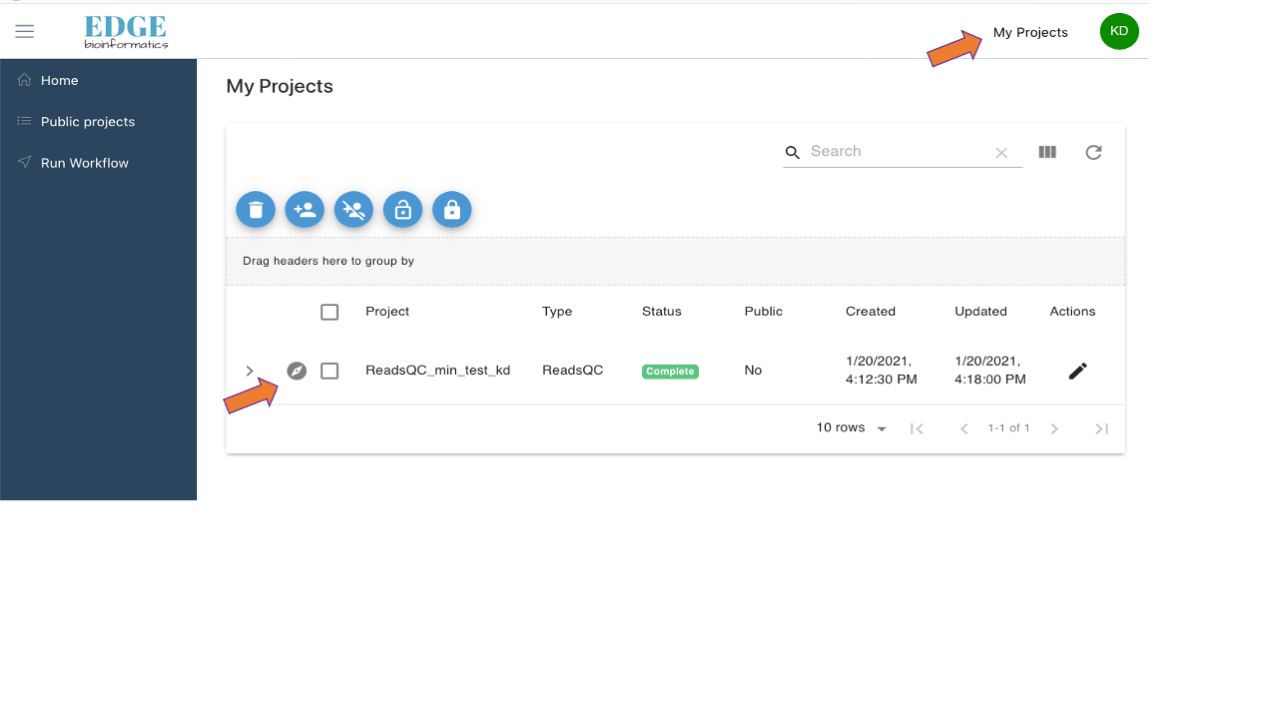 EDGE
bioinformatics
My Projects
KD
Home
Public projects
Run Workflow
My Projects
Search
Drag headers here to group by
Project Type Status Public Created Updated Actions
ReadsQC_min_test_kd ReadsQC Complete No 1/20/2021, 4:12:30 PM 1/20/2021, 4:18:00 PM
10 rows 1-1 of 1